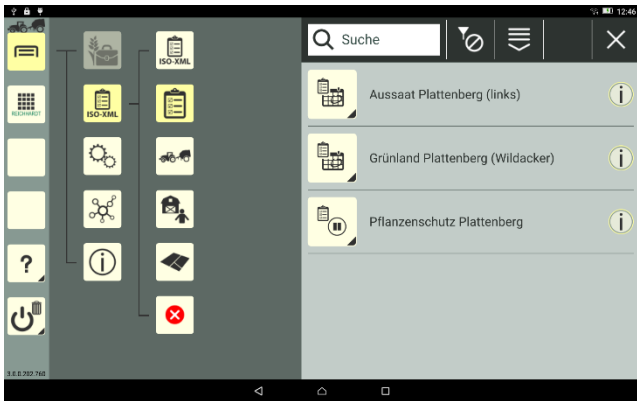 12:46
ISO-XML
Suche
REICHHARDT
ISO-XML
Aussaat Plattenberg (links)
i
Grünland Plattenberg (Wildacker)
i
Pflanzenschutz Plattenberg
i
i
?
3.0.0.202.760